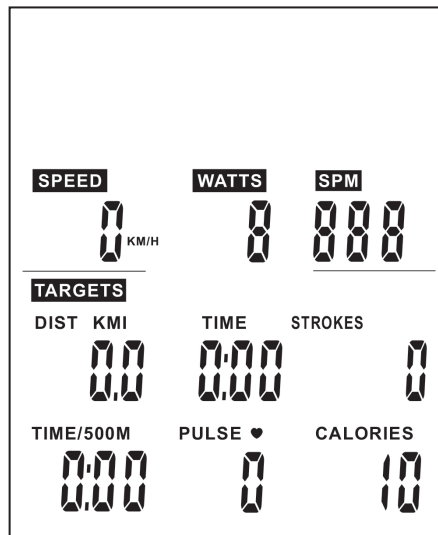 SPEED WATTS SPM
0 KM/H 8 888
TARGETS
DIST KMI TIME STROKES
0.0 0:00 0
TIME/500M PULSE ♥ CALORIES
0:00 0 10